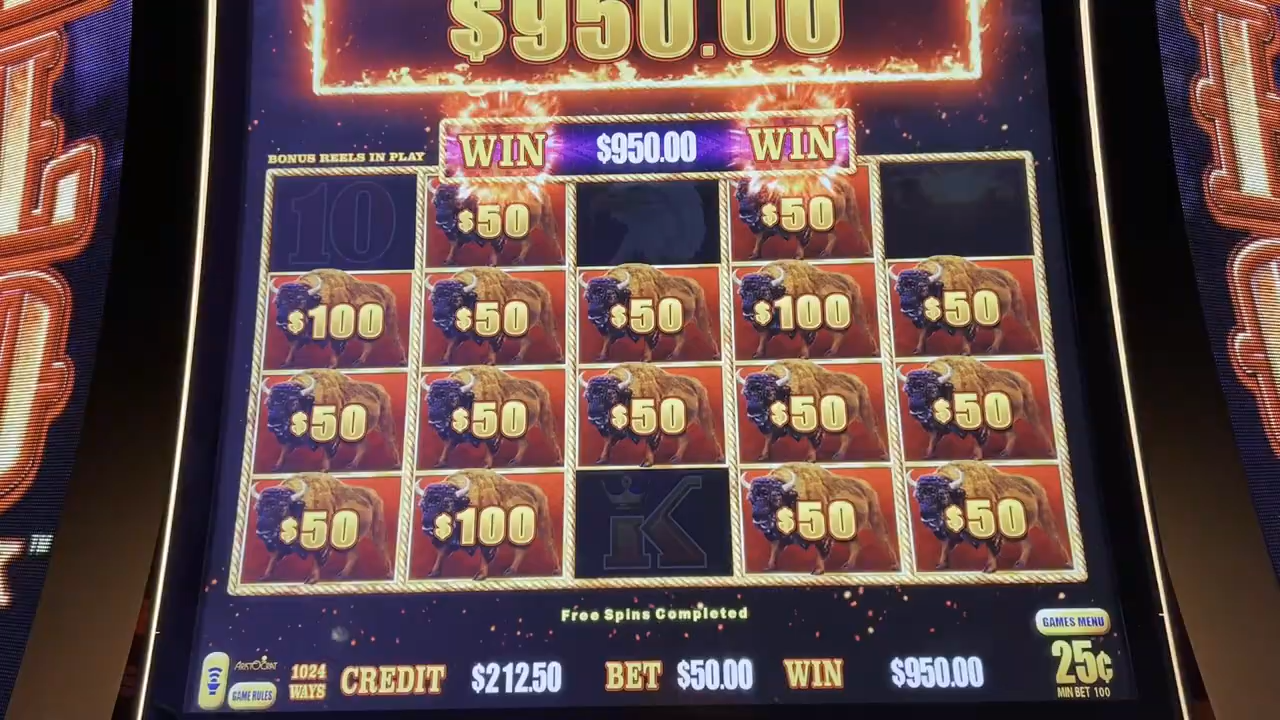 $950.00
WIN $950.00 WIN
BONUS REELS IN PLAY
10 $50 $50
$100 $50 $50 $100 $50
$50 $50 $50 $50 $50
$50 $100 K $50 $50
Free Spins Completed
GAMES MENU
ARISTOCRAT
GAME RULES
1024 WAYS
CREDIT $212.50 BET $50.00 WIN $950.00
25¢
MIN BET 100